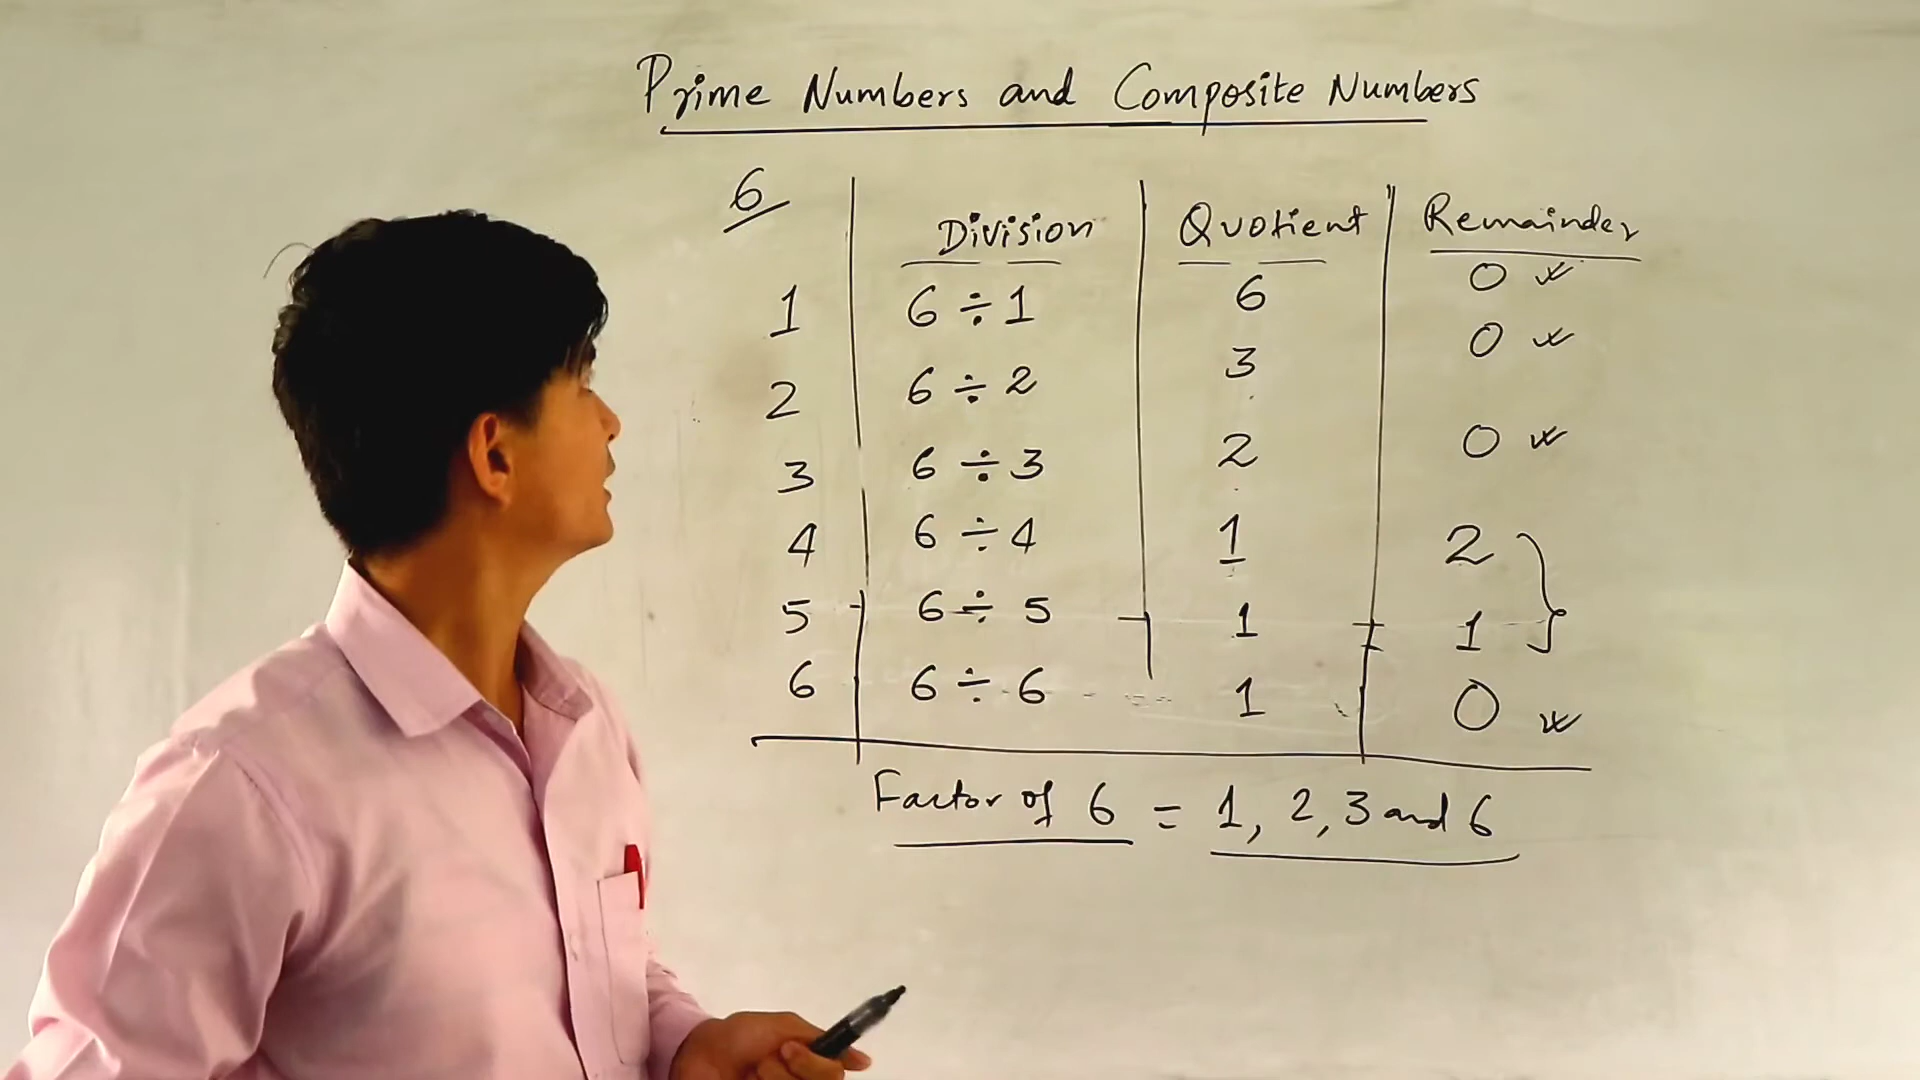 Prime Numbers and Composite Numbers
6 Division Quotient Remainder
1 6 ÷ 1 6 0
2 6 ÷ 2 3 0
3 6 ÷ 3 2 0
4 6 ÷ 4 1 2
5 6 ÷ 5 1 1
6 6 ÷ 6 1 0
Factor of 6 = 1, 2, 3 and 6